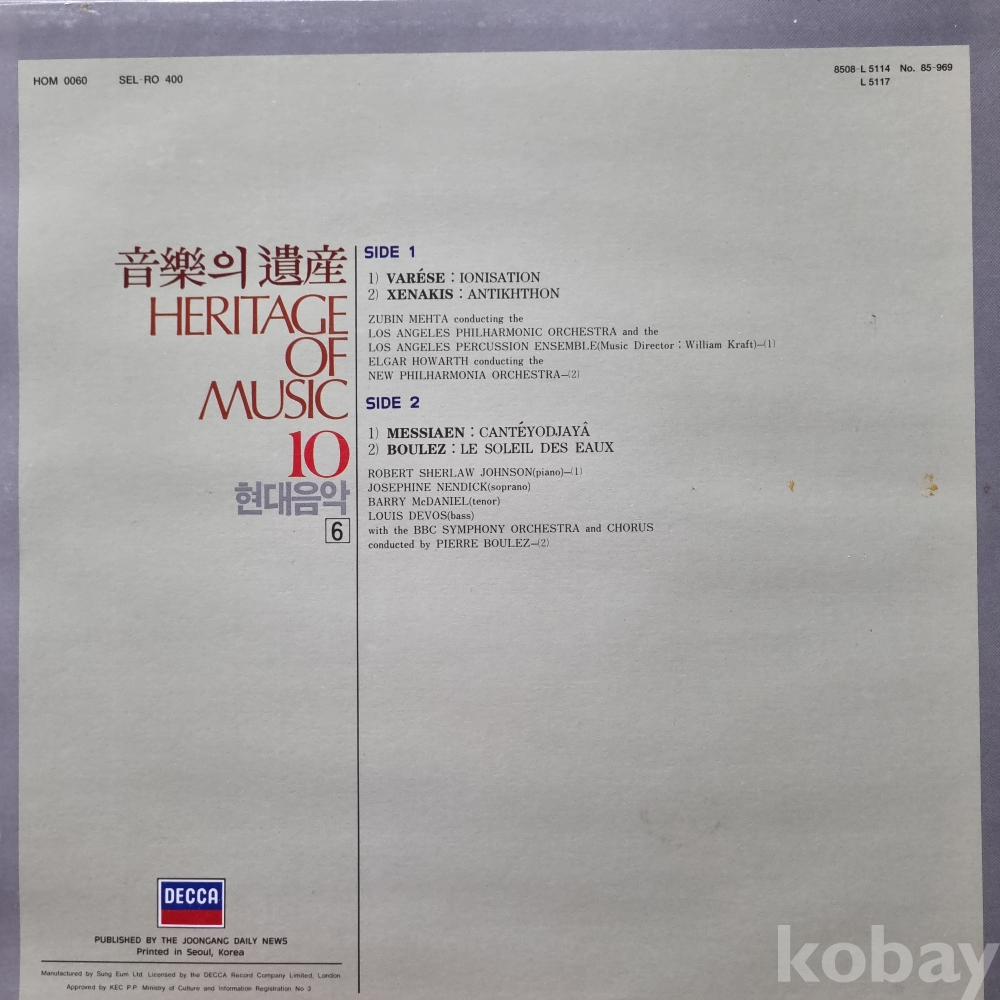 HOM 0060 SEL-RO 400
8508-L 5114 No. 85-969
L 5117
音樂의 遺産
HERITAGE
OF
MUSIC
10
현대음악
6
SIDE 1
1) VARÉSE : IONISATION
2) XENAKIS : ANTIKHTHON
ZUBIN MEHTA conducting the
LOS ANGELES PHILHARMONIC ORCHESTRA and the
LOS ANGELES PERCUSSION ENSEMBLE(Music Director : William Kraft)—(1)
ELGAR HOWARTH conducting the
NEW PHILHARMONIA ORCHESTRA—(2)
SIDE 2
1) MESSIAEN : CANTÉYODJAYÂ
2) BOULEZ : LE SOLEIL DES EAUX
ROBERT SHERLAW JOHNSON(piano)—(1)
JOSEPHINE NENDICK(soprano)
BARRY McDANIEL(tenor)
LOUIS DEVOS(bass)
with the BBC SYMPHONY ORCHESTRA and CHORUS
conducted by PIERRE BOULEZ—(2)
DECCA
PUBLISHED BY THE JOONGANG DAILY NEWS
Printed in Seoul, Korea
Manufactured by Sung Eum Ltd. Licensed by the DECCA Record Company Limited, London
Approved by KEC P.P. Ministry of Culture and Information Registration No 3
kobay